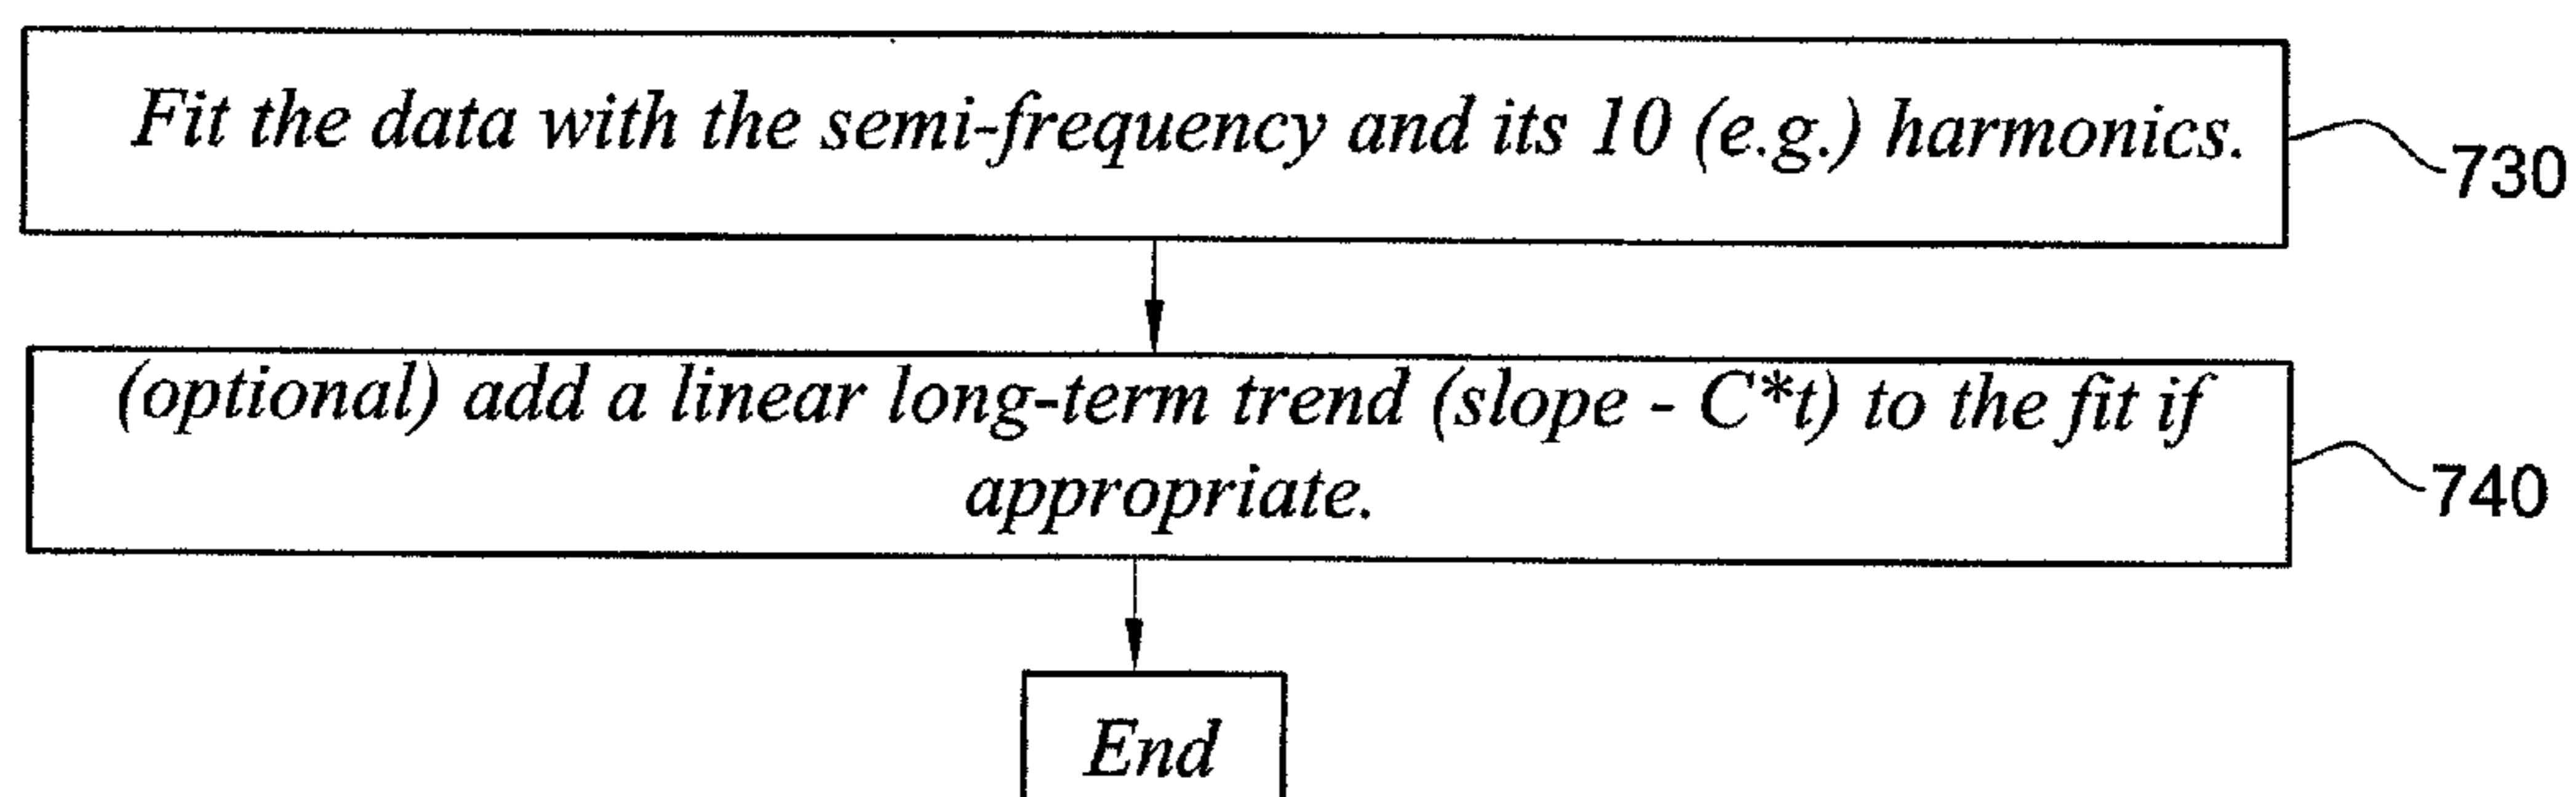 Fit the data with the semi-frequency and its 10 (e.g.) harmonics.
730
(optional) add a linear long-term trend (slope - C*t) to the fit if
appropriate.
740
End